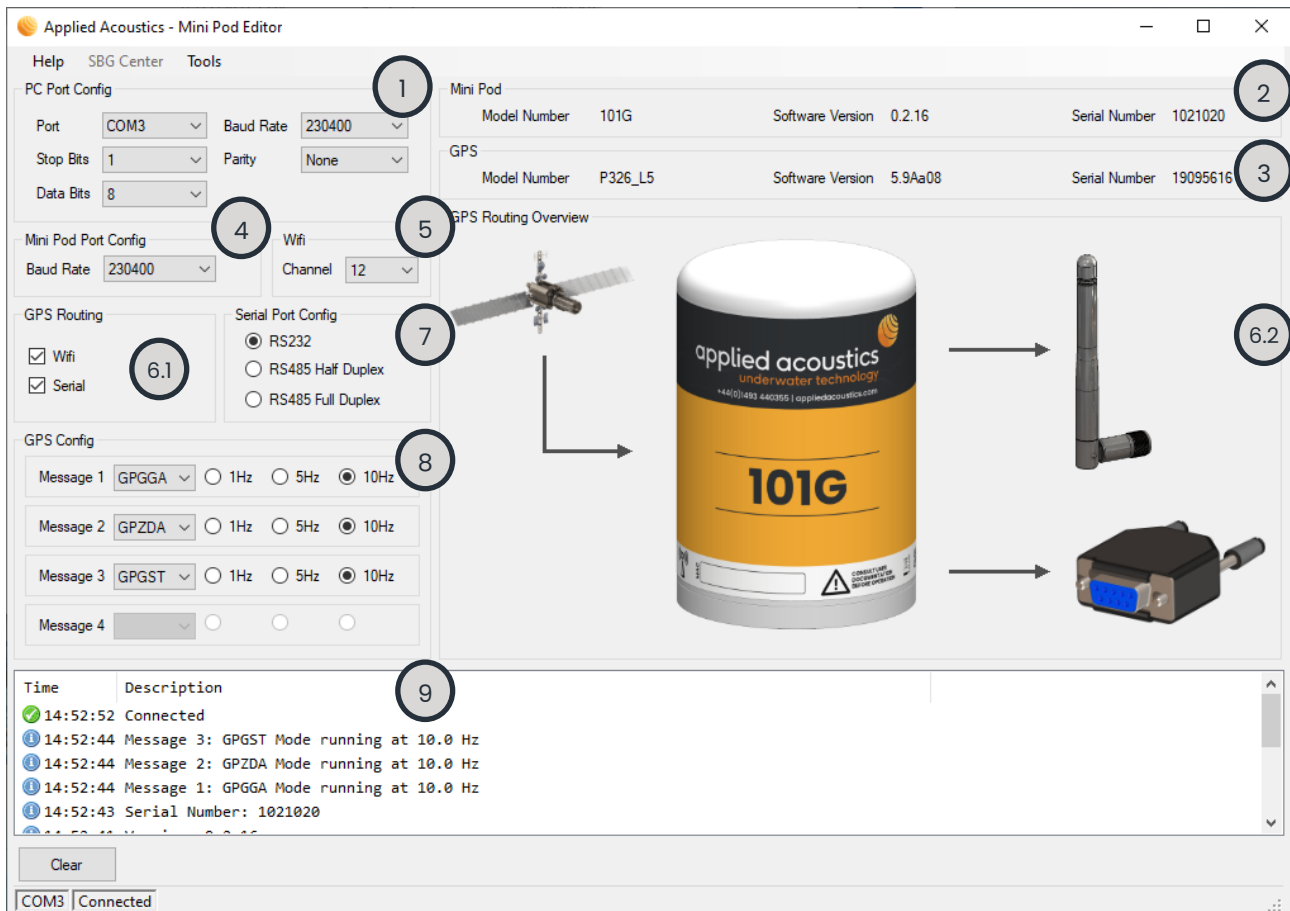 Applied Acoustics - Mini Pod Editor
Help SBG Center Tools
PC Port Config
1
Port COM3 Baud Rate 230400
Stop Bits 1 Parity None
Data Bits 8
Mini Pod
2
Model Number 101G Software Version 0.2.16 Serial Number 1021020
GPS
3
Model Number P326_L5 Software Version 5.9Aa08 Serial Number 19095616
Mini Pod Port Config
4
Baud Rate 230400
Wifi
5
Channel 12
GPS Routing
Wifi
Serial
6.1
Serial Port Config
7
RS232
RS485 Half Duplex
RS485 Full Duplex
GPS Config
8
Message 1 GPGGA 1Hz 5Hz 10Hz
Message 2 GPZDA 1Hz 5Hz 10Hz
Message 3 GPGST 1Hz 5Hz 10Hz
Message 4
GPS Routing Overview
6.2
applied acoustics
underwater technology
+44(0)1493 440355 | appliedacoustics.com
101G
CONSULT USER
DOCUMENTATION
BEFORE OPERATION
Time Description
9
14:52:52 Connected
14:52:44 Message 3: GPGST Mode running at 10.0 Hz
14:52:44 Message 2: GPZDA Mode running at 10.0 Hz
14:52:44 Message 1: GPGGA Mode running at 10.0 Hz
14:52:43 Serial Number: 1021020
Clear
COM3 Connected